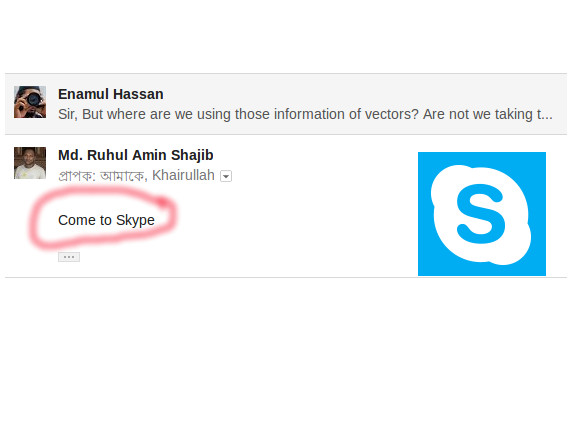 Enamul Hassan
Sir, But where are we using those information of vectors? Are not we taking t...
Md. Ruhul Amin Shajib
প্রাপক: আমাকে, Khairullah
Come to Skype
S